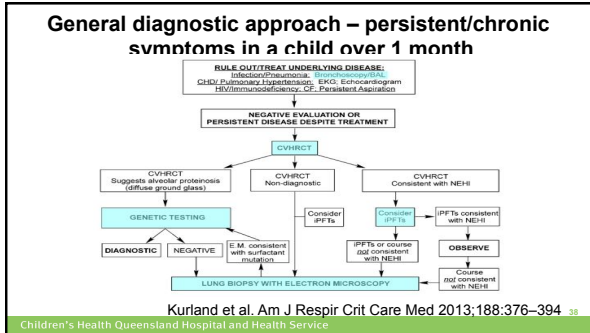 General diagnostic approach – persistent/chronic
symptoms in a child over 1 month
RULE OUT/TREAT UNDERLYING DISEASE:
Infection/Pneumonia: Bronchoscopy/BAL
CHD/ Pulmonary Hypertension: EKG; Echocardiogram
HIV/Immunodeficiency; CF; Persistent Aspiration
NEGATIVE EVALUATION OR
PERSISTENT DISEASE DESPITE TREATMENT
CVHRCT
CVHRCT
Suggests alveolar proteinosis
(diffuse ground glass)
CVHRCT
Non-diagnostic
CVHRCT
Consistent with NEHI
GENETIC TESTING
Consider
iPFTs
Consider
iPFTs
iPFTs consistent
with NEHI
DIAGNOSTIC
NEGATIVE
E.M. consistent
with surfactant
mutation
iPFTs or course
not consistent
with NEHI
OBSERVE
Course
not consistent
with NEHI
LUNG BIOPSY WITH ELECTRON MICROSCOPY
Kurland et al. Am J Respir Crit Care Med 2013;188:376–394
38
Children's Health Queensland Hospital and Health Service